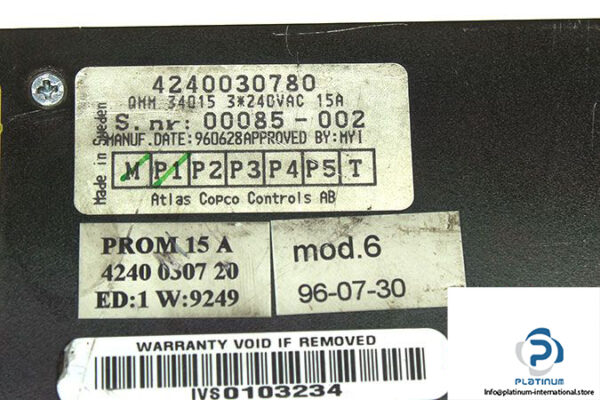 4240030780
QMM 34015 3*240VAC 15A
S.nr: 00085-002
MANUF.DATE:960628APPROVED BY:MYI
M P1 P2 P3 P4 P5 T
Atlas Copco Controls AB
Made in Sweden
PROM 15 A
4240 0307 20
ED:1 W:9249
mod.6
96-07-30
WARRANTY VOID IF REMOVED
IVS0103234
PLATINUM
Info@platinum-international.store